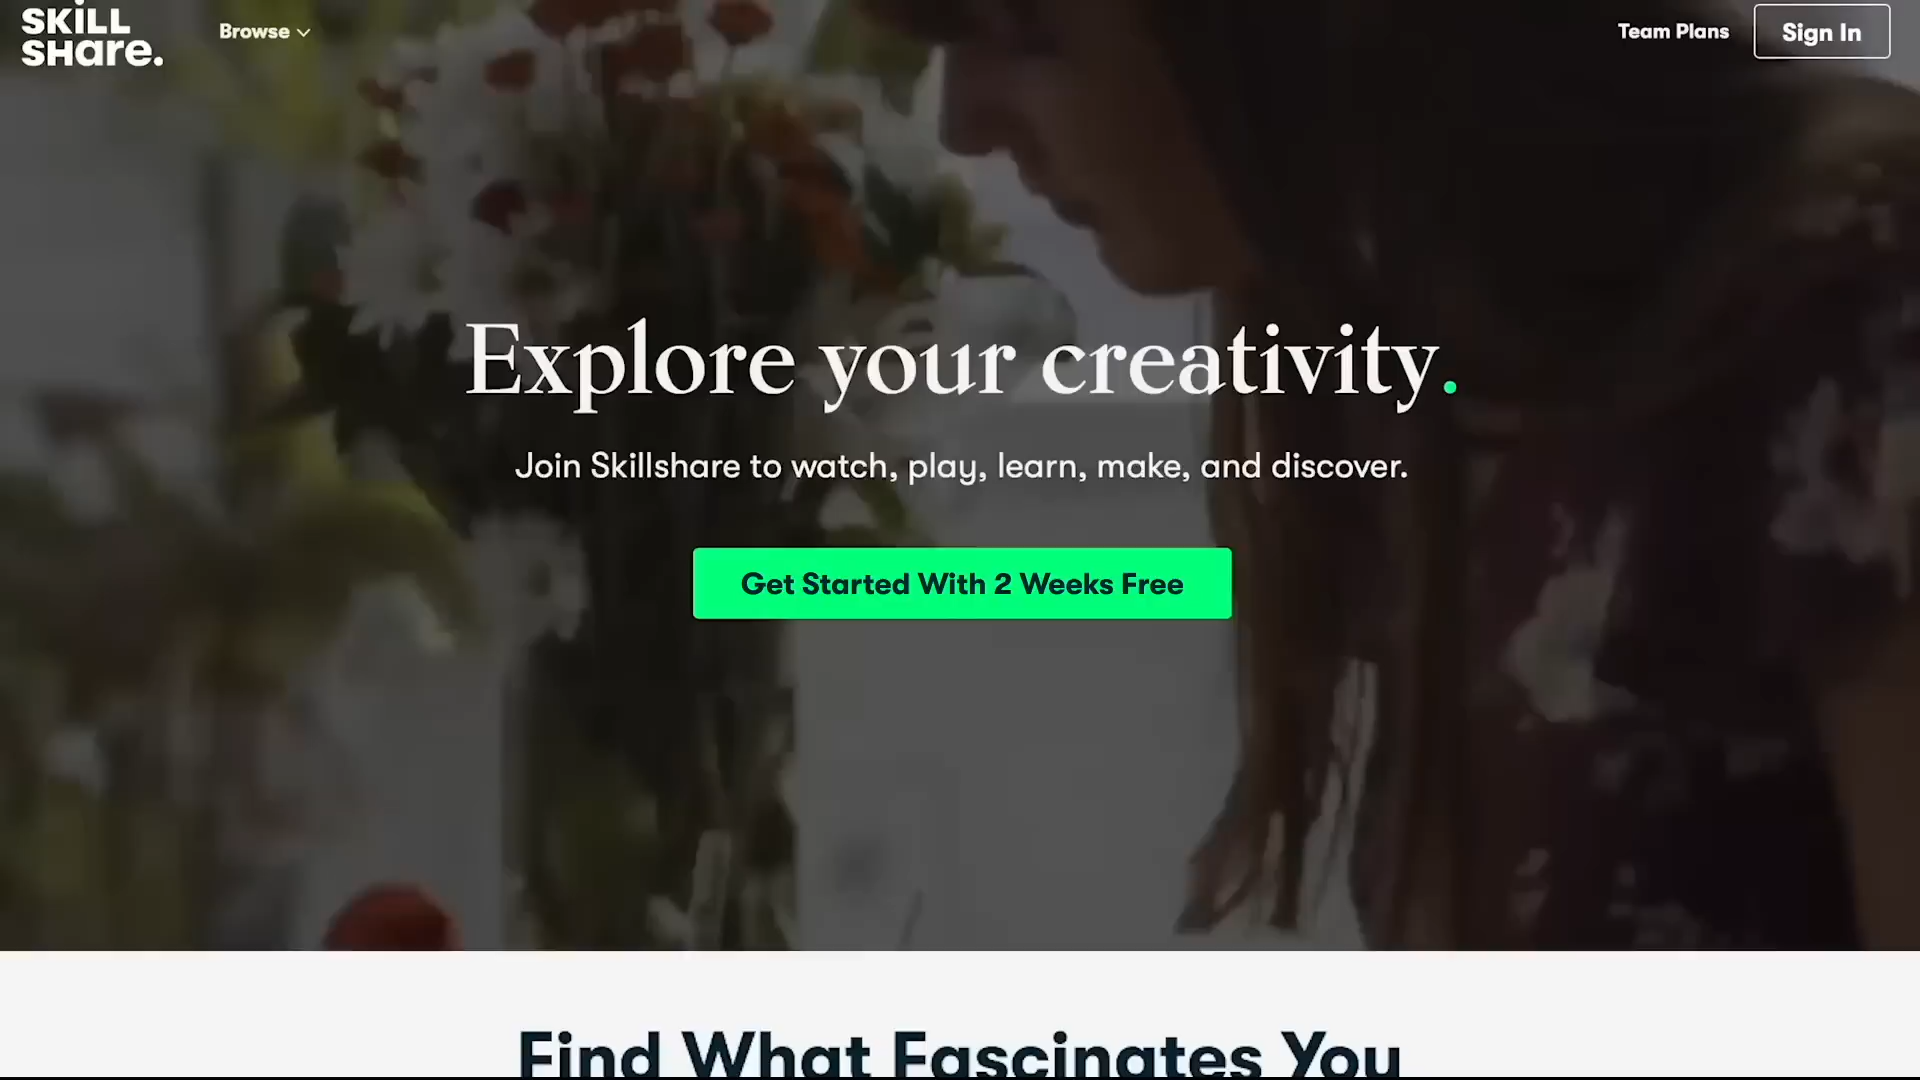 SKILL
SHare.
Browse
Team Plans
Sign In
Explore your creativity.
Join Skillshare to watch, play, learn, make, and discover.
Get Started With 2 Weeks Free
Find What Fascinates You